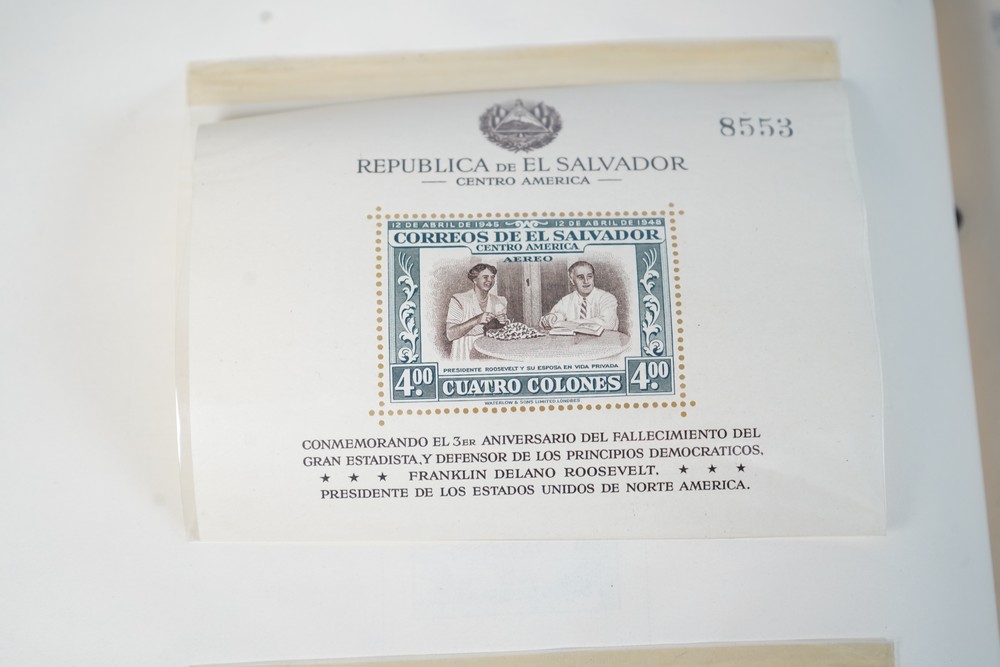 8553
REPUBLICA DE EL SALVADOR
CENTRO AMERICA
12 DE ABRIL DE 1945 12 DE ABRIL DE 1948
CORREOS DE EL SALVADOR
CENTRO AMERICA
AEREO
PRESIDENTE ROOSEVELT Y SU ESPOSA EN VIDA PRIVADA
4.00 CUATRO COLONES 4.00
WATERLOW & SONS LIMITED, LONDRES
CONMEMORANDO EL 3ER ANIVERSARIO DEL FALLECIMIENTO DEL
GRAN ESTADISTA, Y DEFENSOR DE LOS PRINCIPIOS DEMOCRATICOS.
★ ★ ★ FRANKLIN DELANO ROOSEVELT. ★ ★ ★
PRESIDENTE DE LOS ESTADOS UNIDOS DE NORTE AMERICA.